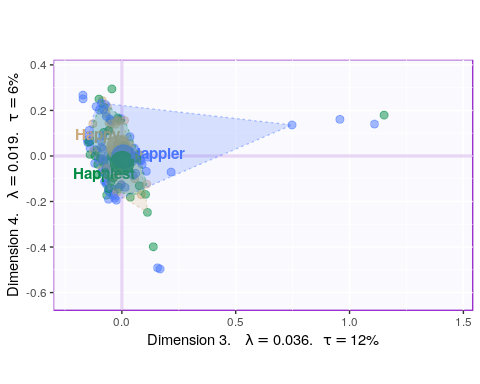 0.4
0.2
0.0
-0.2
-0.4
-0.6
Dimension 4. λ = 0.019. τ = 6%
Happier
Happiest
0.0
0.5
1.0
1.5
Dimension 3. λ = 0.036. τ = 12%